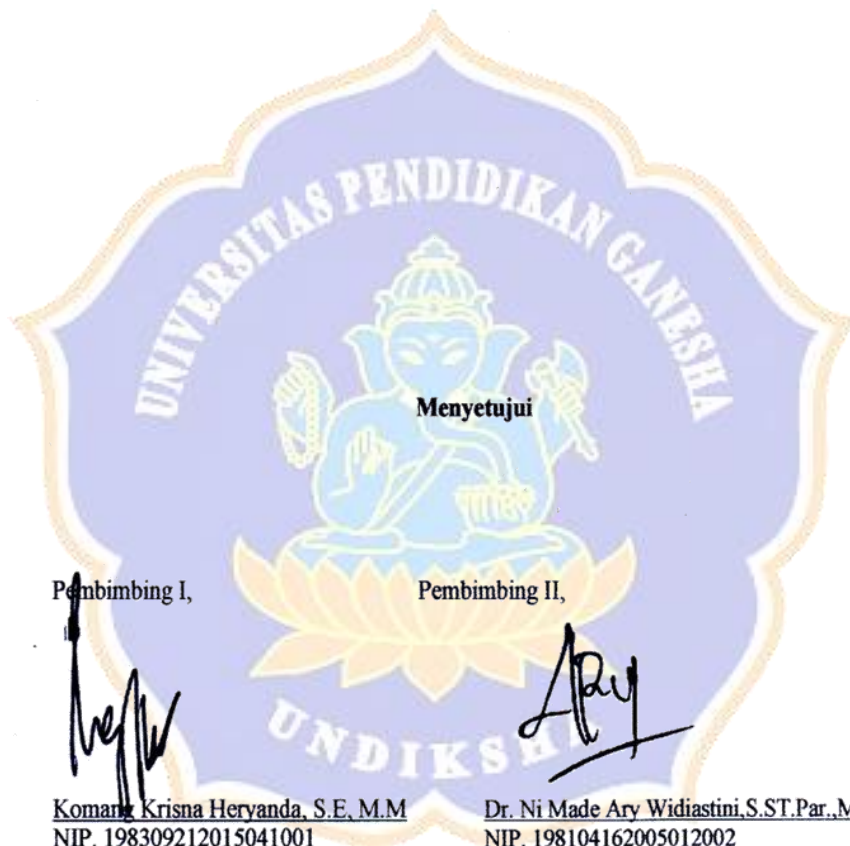 UNIVERSITAS PENDIDIKAN GANESHA
Menyetujui
Pembimbing I,
Pembimbing II,
Ary
UNDIKSHA
Komang Krisna Heryanda, S.E, M.M
Dr. Ni Made Ary Widiastini,S.ST.Par.,M
NIP. 198309212015041001
NIP. 198104162005012002